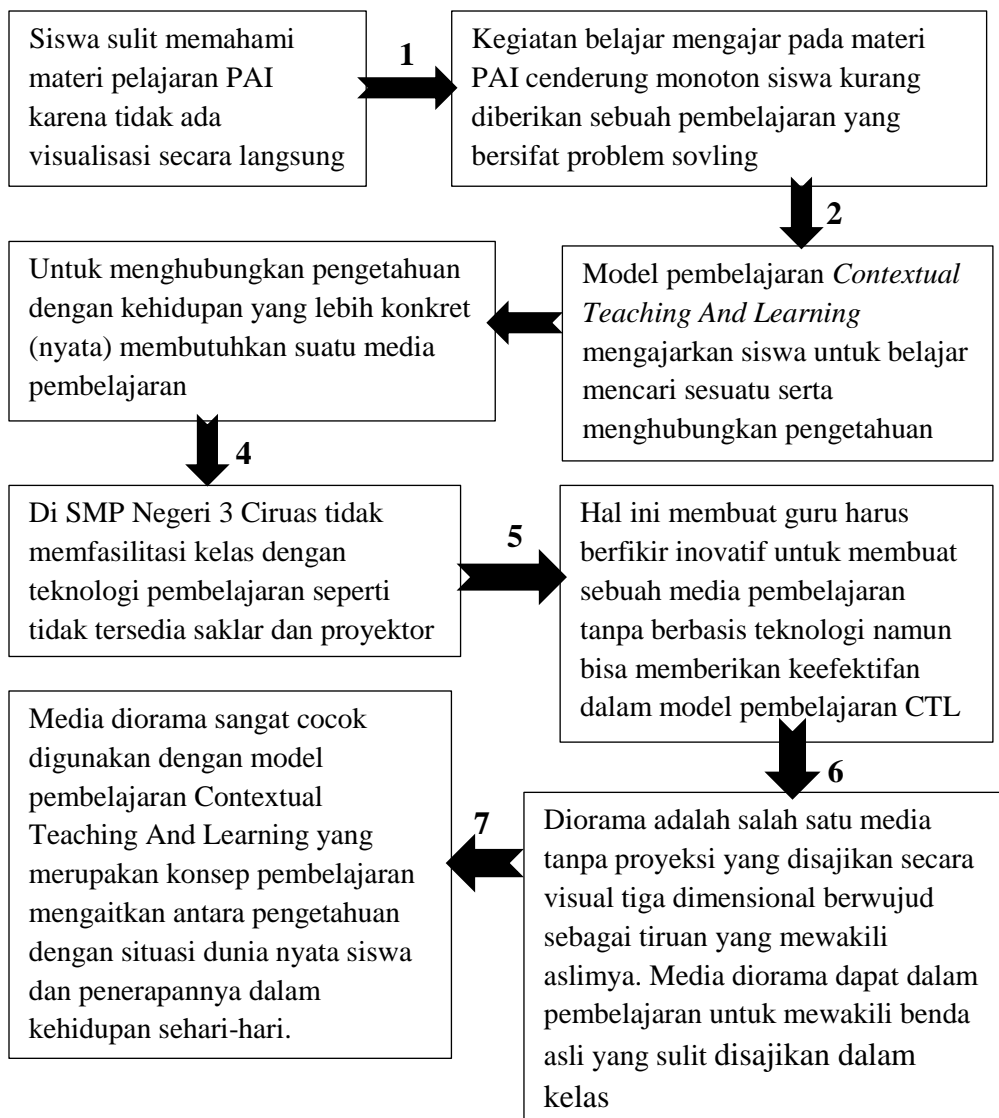 Siswa sulit memahami
materi pelajaran PAI
karena tidak ada
visualisasi secara langsung
1
Kegiatan belajar mengajar pada materi
PAI cenderung monoton siswa kurang
diberikan sebuah pembelajaran yang
bersifat problem sovling
2
Model pembelajaran Contextual
Teaching And Learning
mengajarkan siswa untuk belajar
mencari sesuatu serta
menghubungkan pengetahuan
Untuk menghubungkan pengetahuan
dengan kehidupan yang lebih konkret
(nyata) membutuhkan suatu media
pembelajaran
4
Di SMP Negeri 3 Ciruas tidak
memfasilitasi kelas dengan
teknologi pembelajaran seperti
tidak tersedia saklar dan proyektor
5
Hal ini membuat guru harus
berfikir inovatif untuk membuat
sebuah media pembelajaran
tanpa berbasis teknologi namun
bisa memberikan keefektifan
dalam model pembelajaran CTL
6
Diorama adalah salah satu media
tanpa proyeksi yang disajikan secara
visual tiga dimensional berwujud
sebagai tiruan yang mewakili
aslimya. Media diorama dapat dalam
pembelajaran untuk mewakili benda
asli yang sulit disajikan dalam
kelas
7
Media diorama sangat cocok
digunakan dengan model
pembelajaran Contextual
Teaching And Learning yang
merupakan konsep pembelajaran
mengaitkan antara pengetahuan
dengan situasi dunia nyata siswa
dan penerapannya dalam
kehidupan sehari-hari.